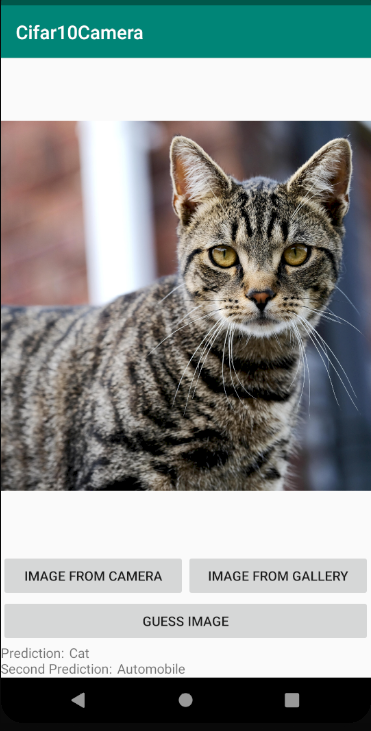 Cifar10Camera
IMAGE FROM CAMERA
IMAGE FROM GALLERY
GUESS IMAGE
Prediction: Cat
Second Prediction: Automobile